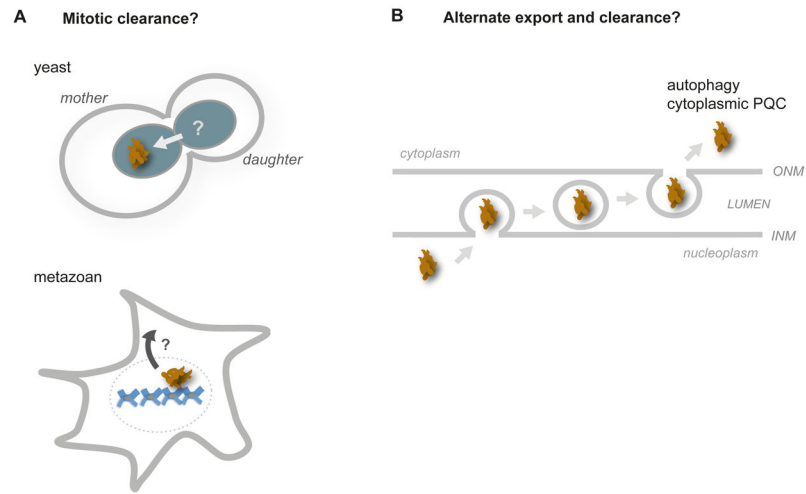 A Mitotic clearance?
yeast
mother
?
daughter
metazoan
?
B Alternate export and clearance?
autophagy
cytoplasmic PQC
cytoplasm
ONM
LUMEN
INM
nucleoplasm